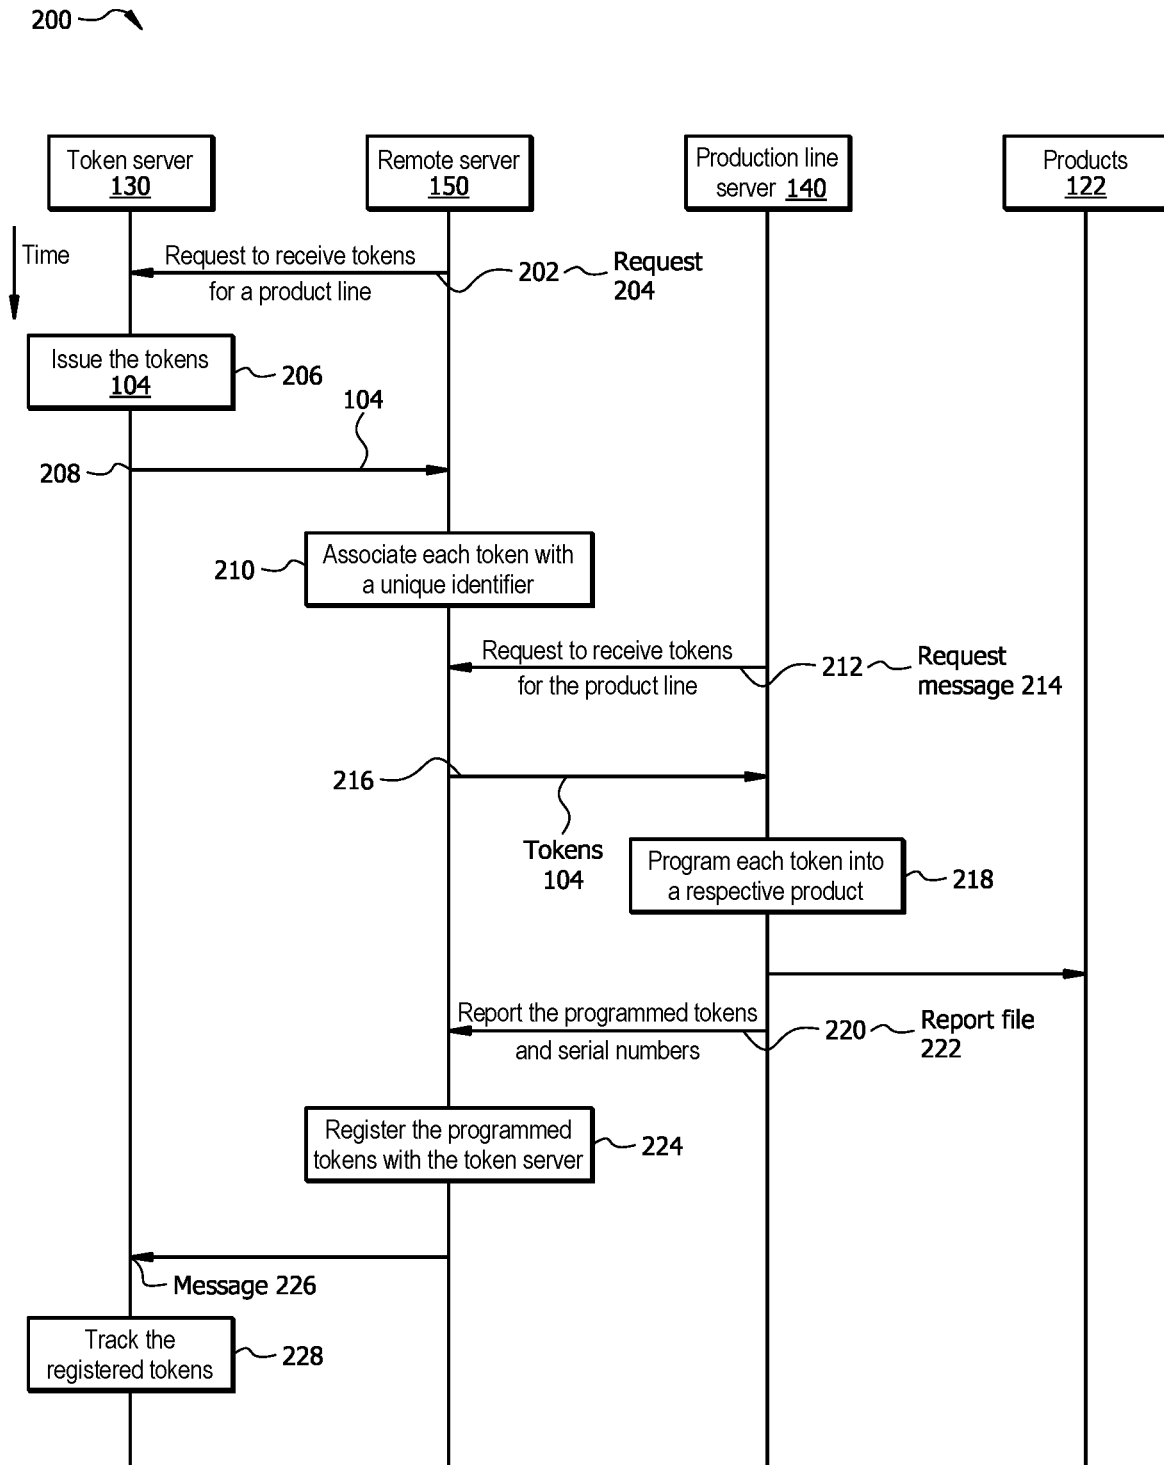 200
Token server
130
Remote server
150
Production line
server 140
Products
122
Time
Request to receive tokens
for a product line
202
Request
204
Issue the tokens
104
206
104
208
Associate each token with
a unique identifier
210
Request to receive tokens
for the product line
212
Request
message 214
216
Tokens
104
Program each token into
a respective product
218
Report the programmed tokens
and serial numbers
220
Report file
222
Register the programmed
tokens with the token server
224
Message 226
Track the
registered tokens
228